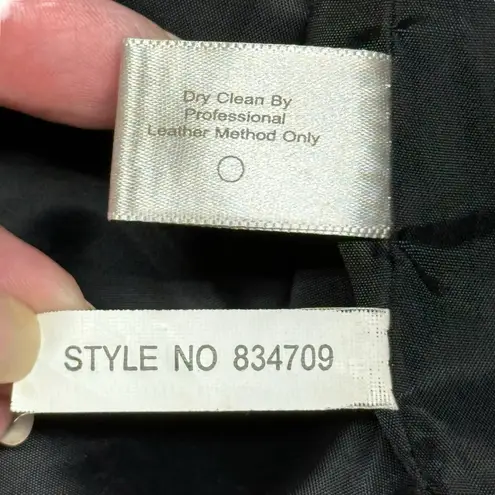 Dry Clean By
Professional
Leather Method Only
STYLE NO 834709